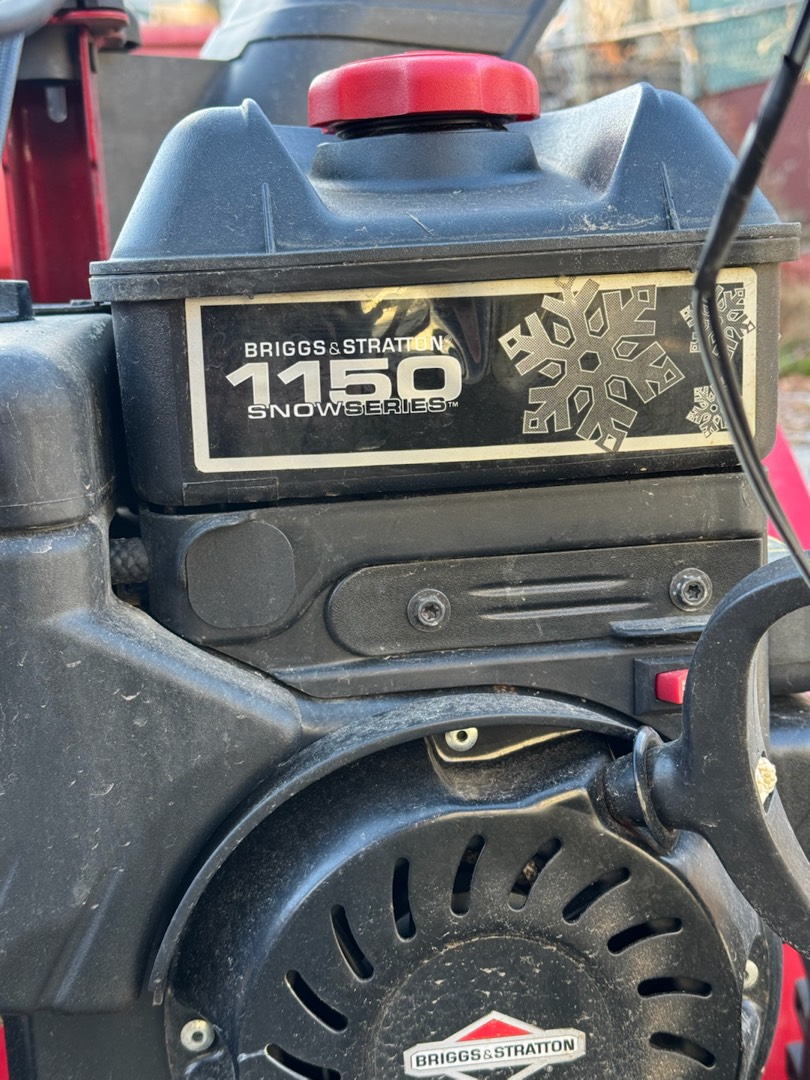 BRIGGS & STRATTON
1150
SNOWSERIES™
BRIGGS & STRATTON